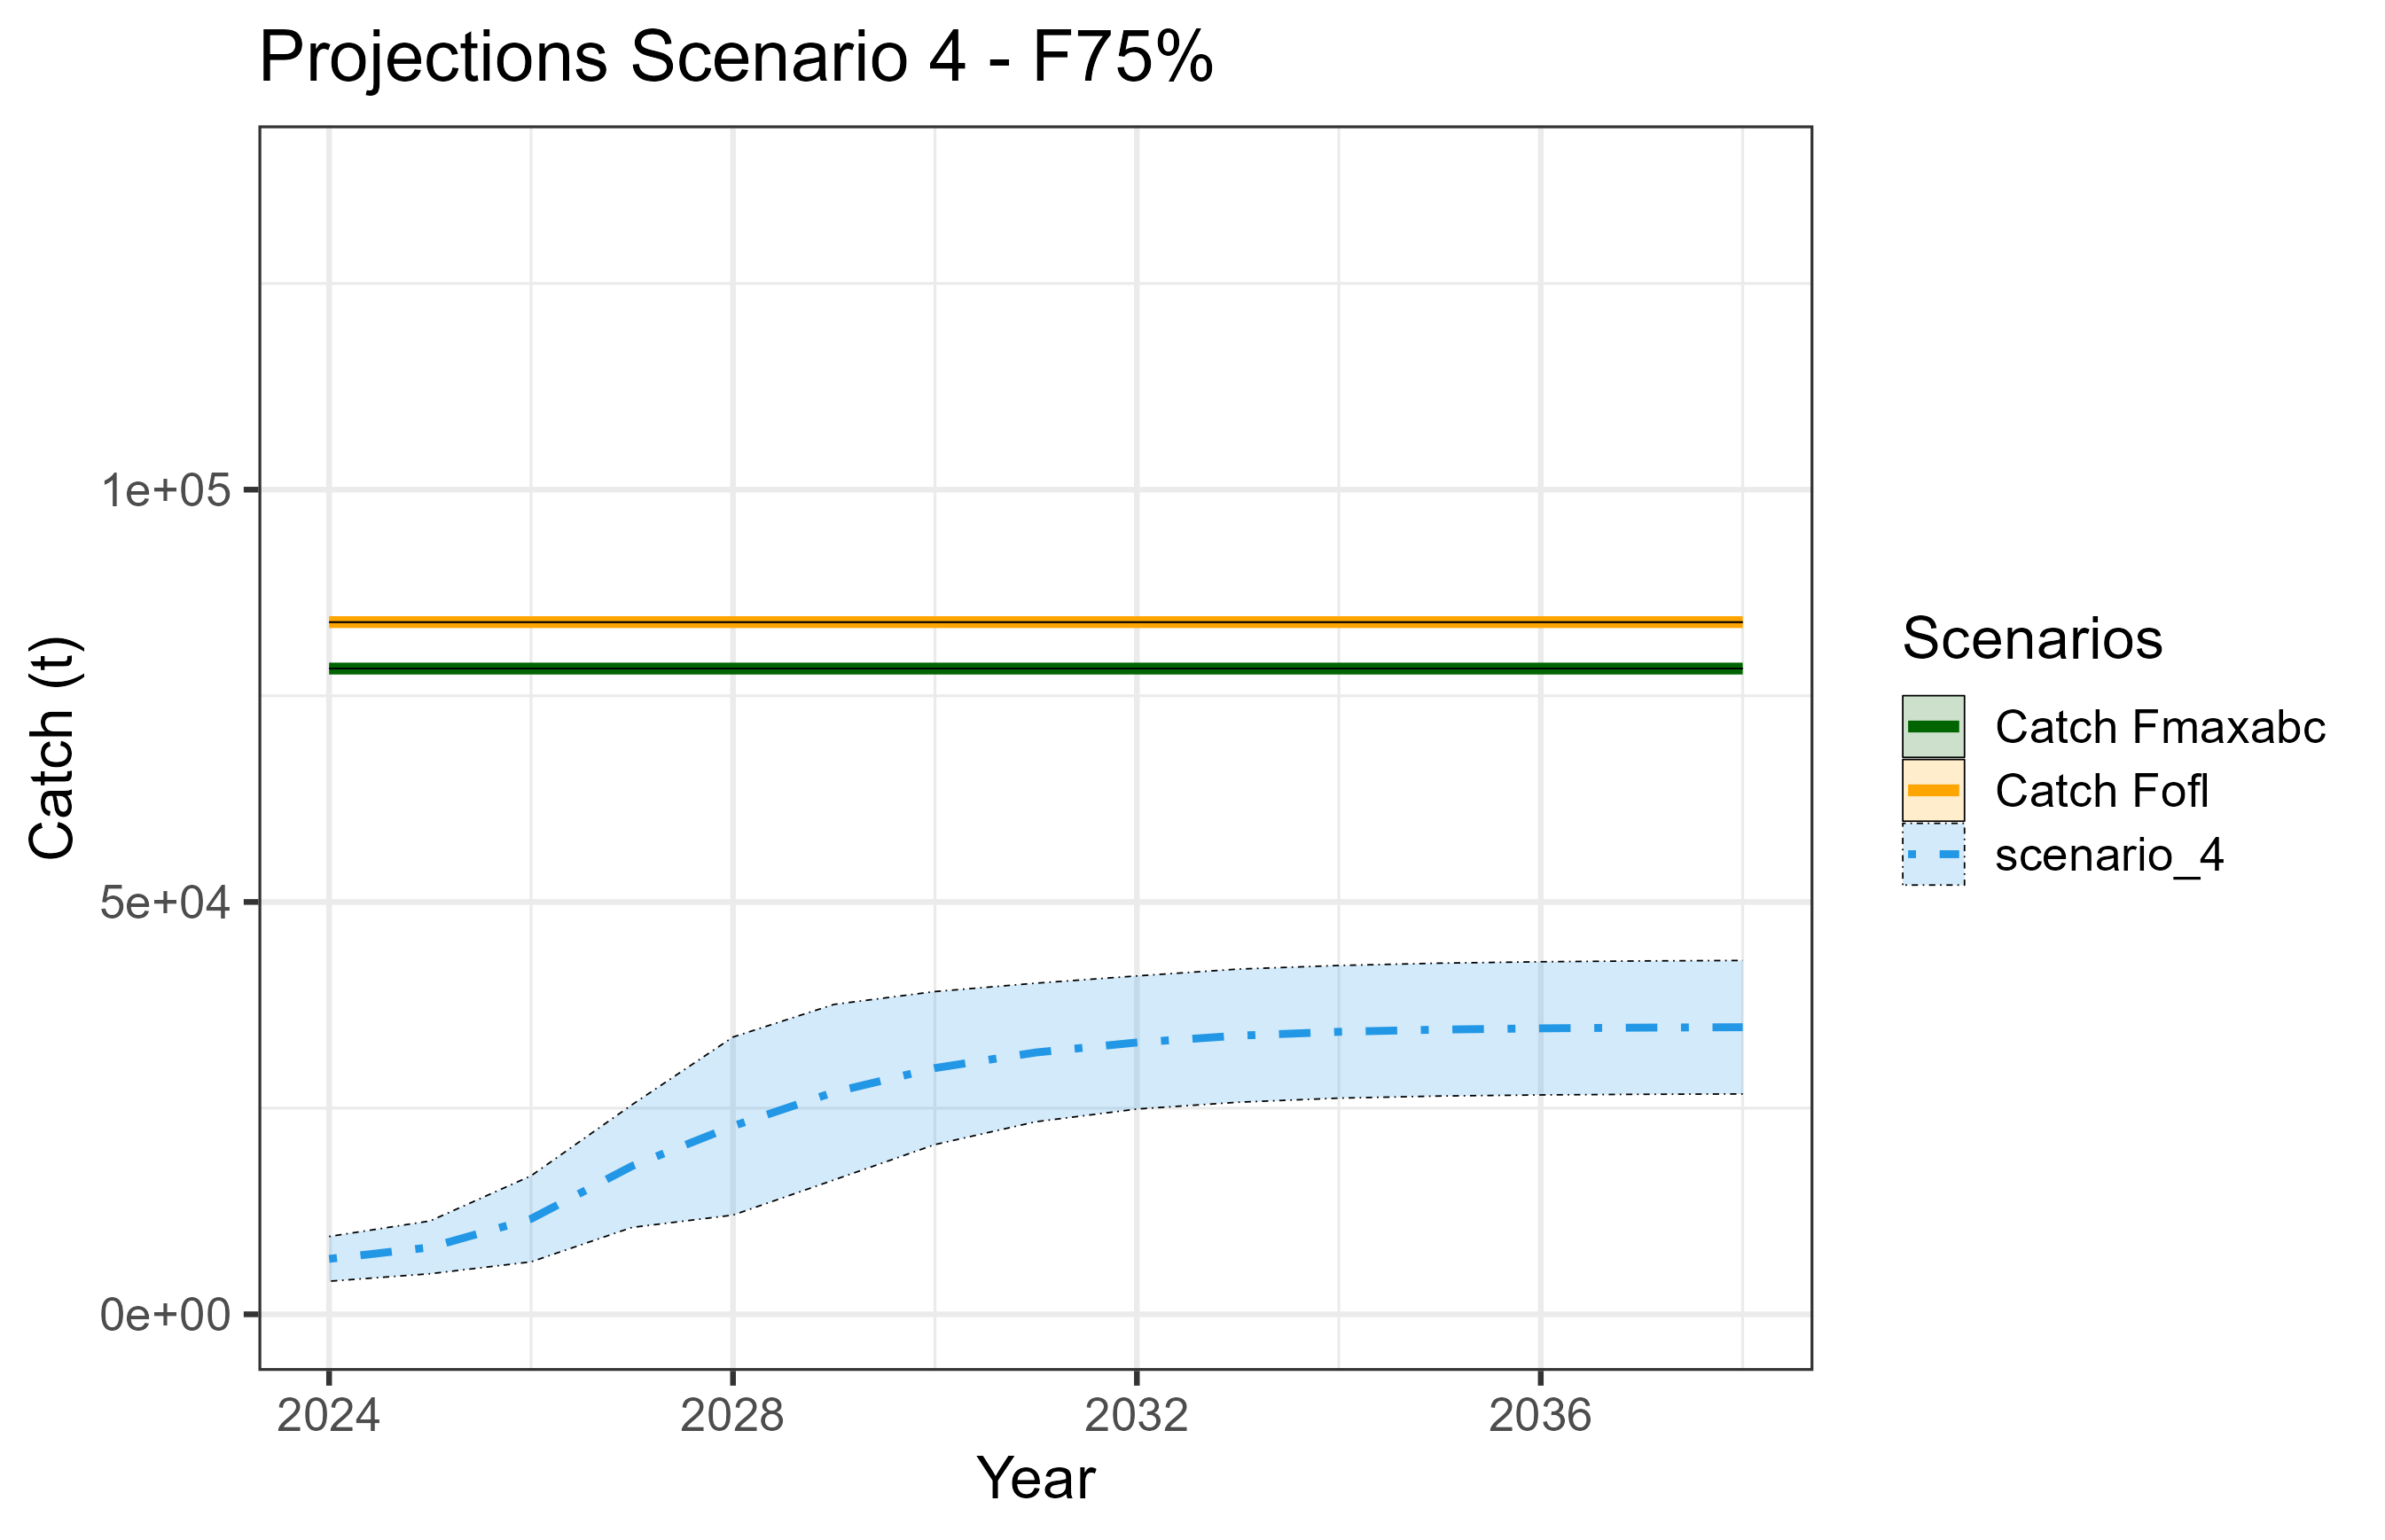 Projections Scenario 4 - F75%
Catch (t)
1e+05
5e+04
0e+00
2024 2028 2032 2036
Year
Scenarios
Catch Fmaxabc
Catch Fofl
scenario_4